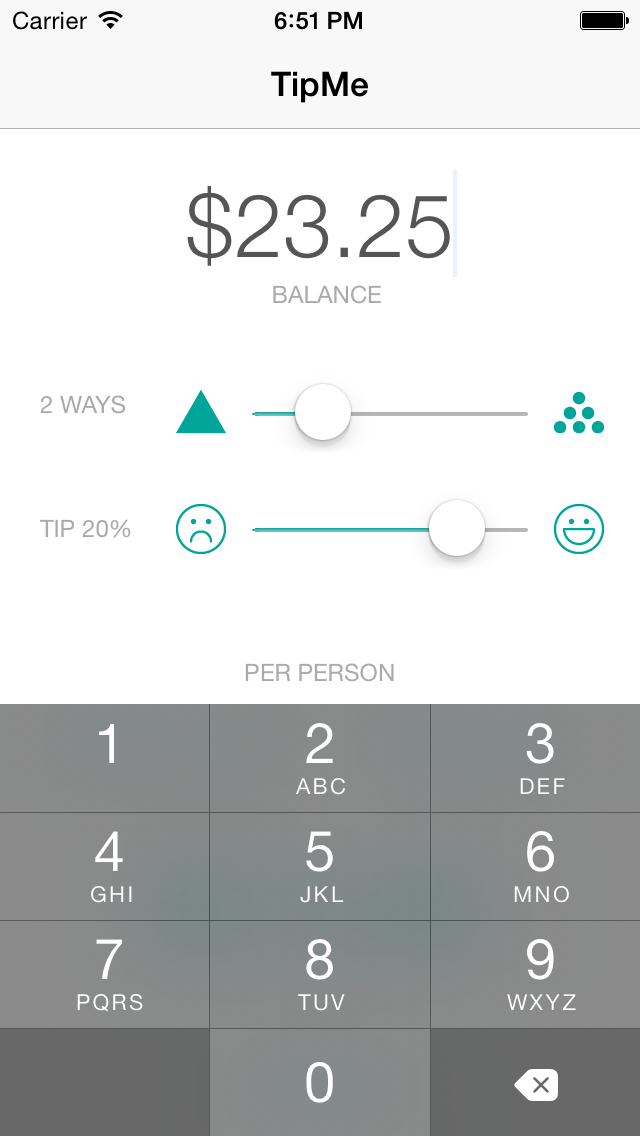 Carrier 6:51 PM
TipMe
$23.25
BALANCE
2 WAYS
TIP 20%
PER PERSON
1 2 3
ABC DEF
4 5 6
GHI JKL MNO
7 8 9
PQRS TUV WXYZ
0